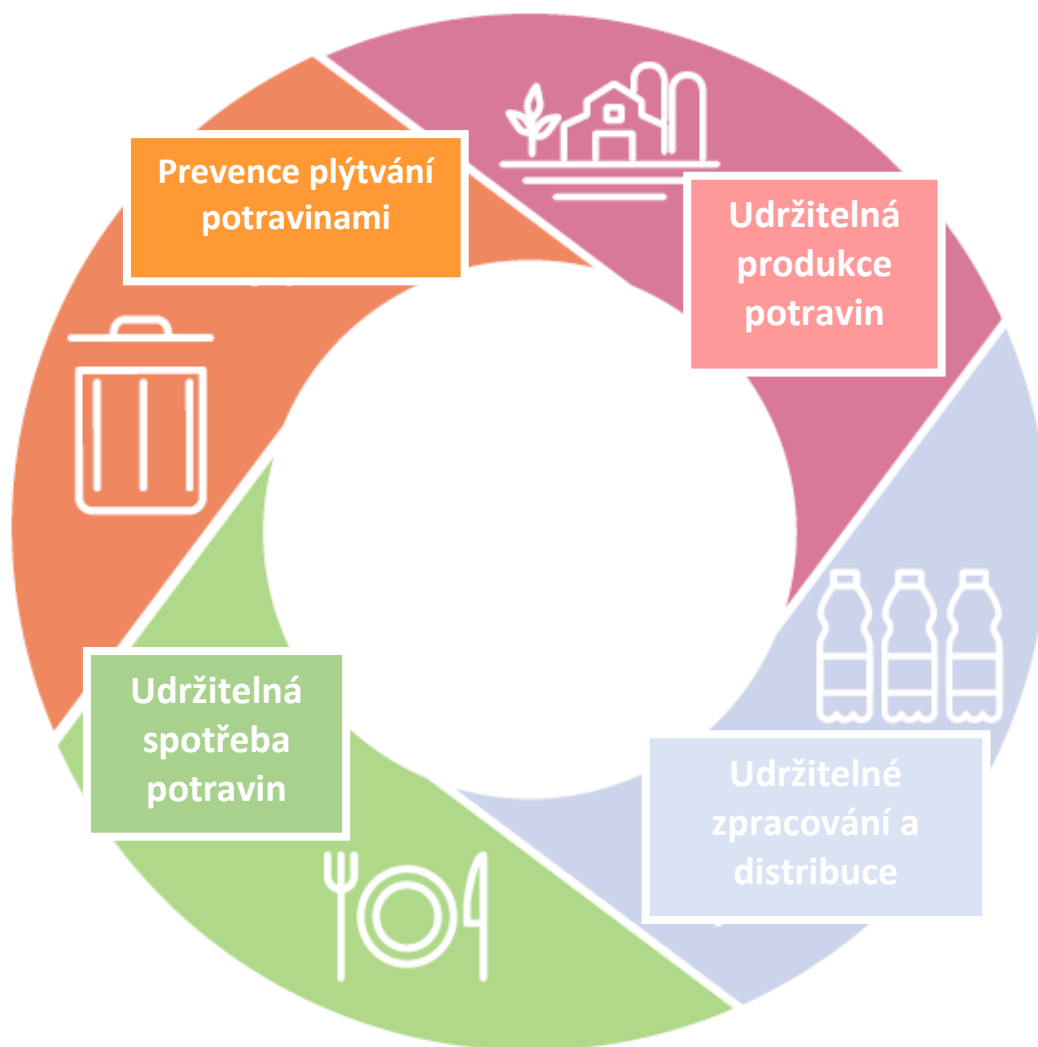 Prevence plýtvání
potravinami
Udržitelná
produkce
potravin
Udržitelná
spotřeba
potravin
Udržitelné
zpracování a
distribuce